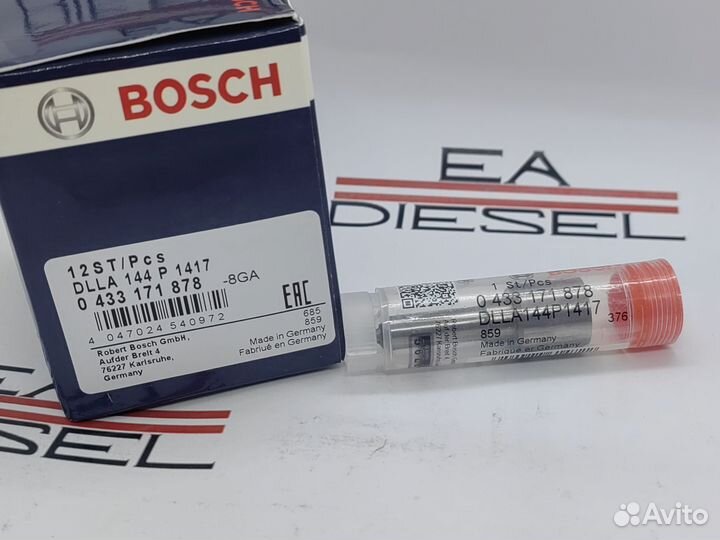 BOSCH
12ST/Pcs
DLLA 144 P 1417
0 433 171 878 -8GA
4 047024 540972
EAC
Robert Bosch GmbH,
Aufder Breit 4
76227 Karlsruhe,
Germany
685
859
Made in Germany
Fabriqué en Germany
EA
DIESEL
BOSCH
1 St/Pcs
0 433 171 878
DLLA144P1417
859
376
Made in Germany
Fabriqué en Germany
EA
DIESEL
Avito